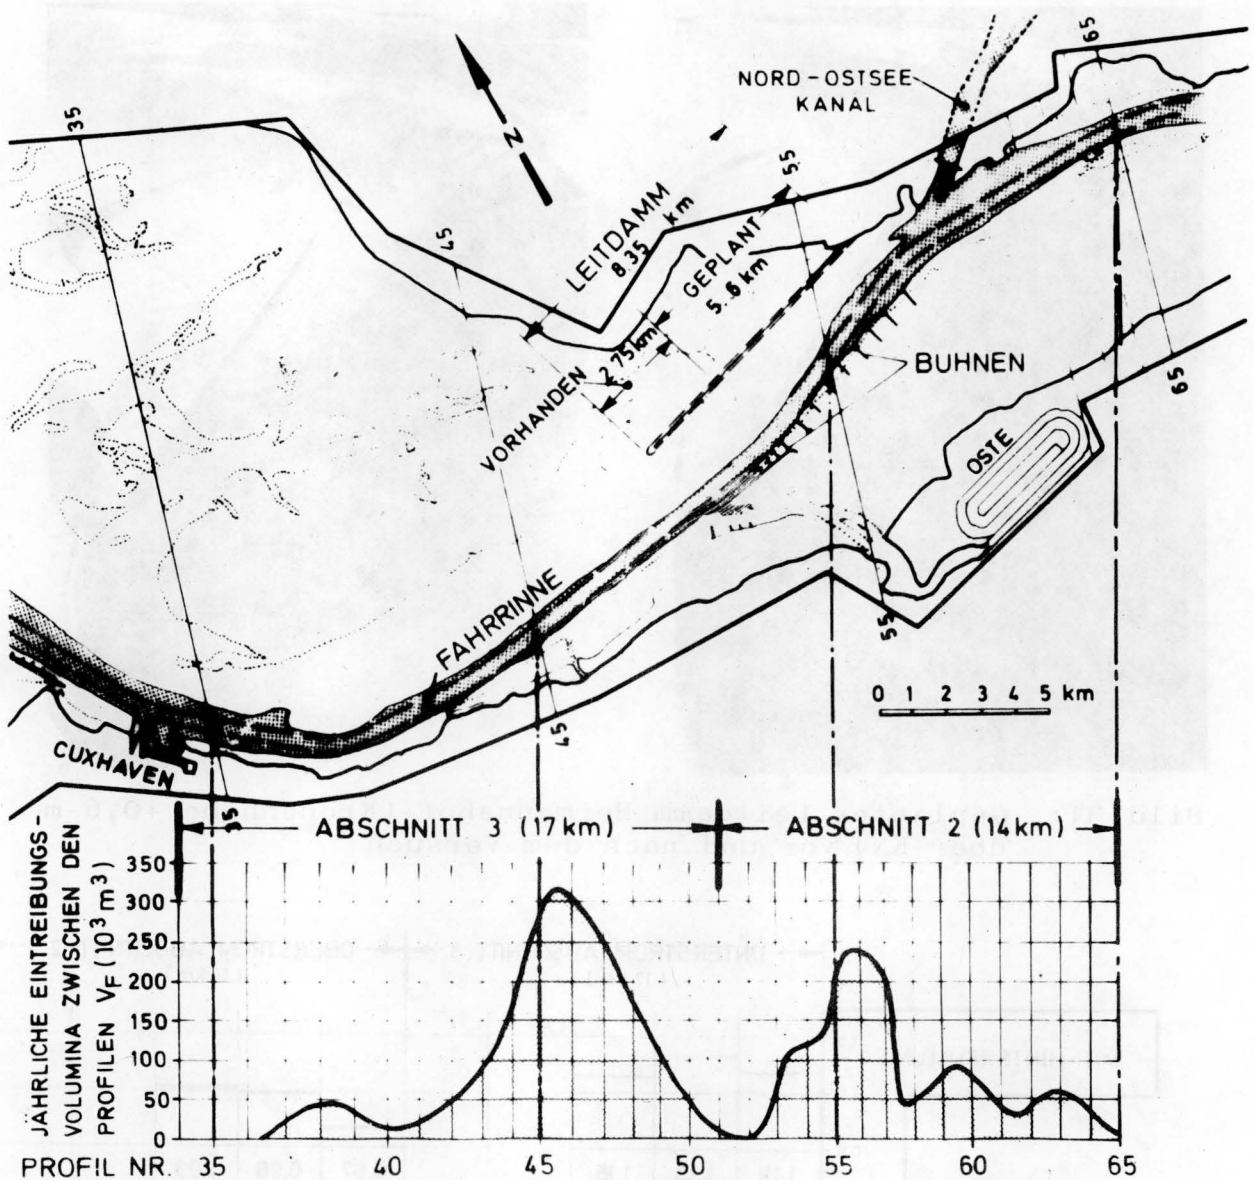 NORD-OSTSEE
KANAL
65
35
N
55
45
LEITDAMM
8.35 km
GEPLANT
5.6 km
VORHANDEN
2.75 km
BUHNEN
65
OSTE
FAHRRINNE
55
0 1 2 3 4 5 km
45
CUXHAVEN
35
ABSCHNITT 3 (17 km)
ABSCHNITT 2 (14 km)
JÄHRLICHE EINTREIBUNGS-
VOLUMINA ZWISCHEN DEN
PROFILEN VF (10³ m³)
350
300
250
200
150
100
50
0
PROFIL NR. 35 40 45 50 55 60 65